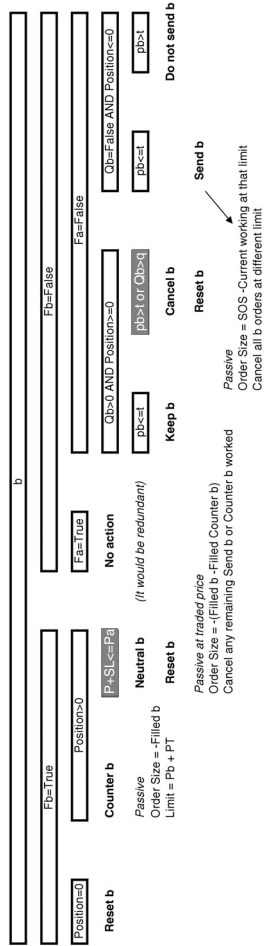 b
Fb=True
Fb=False
Position=0
Position>0
Fa=True
Fa=False
Reset b
Counter b
P+SL<=Pa
No action
Qb>0 AND Position>=0
Qb=False AND Position<=0
Passive
Order Size = -Filled b
Limit = Pb + PT
Neutral b
(It would be redundant)
pb<=t
pb>t or Qb>q
pb<=t
pb>t
Reset b
Keep b
Cancel b
Send b
Do not send b
Reset b
Passive at traded price
Order Size = -(Filled b -Filled Counter b)
Cancel any remaining Send b or Counter b worked
Passive
Order Size = SOS -Current working at that limit
Cancel all b orders at different limit